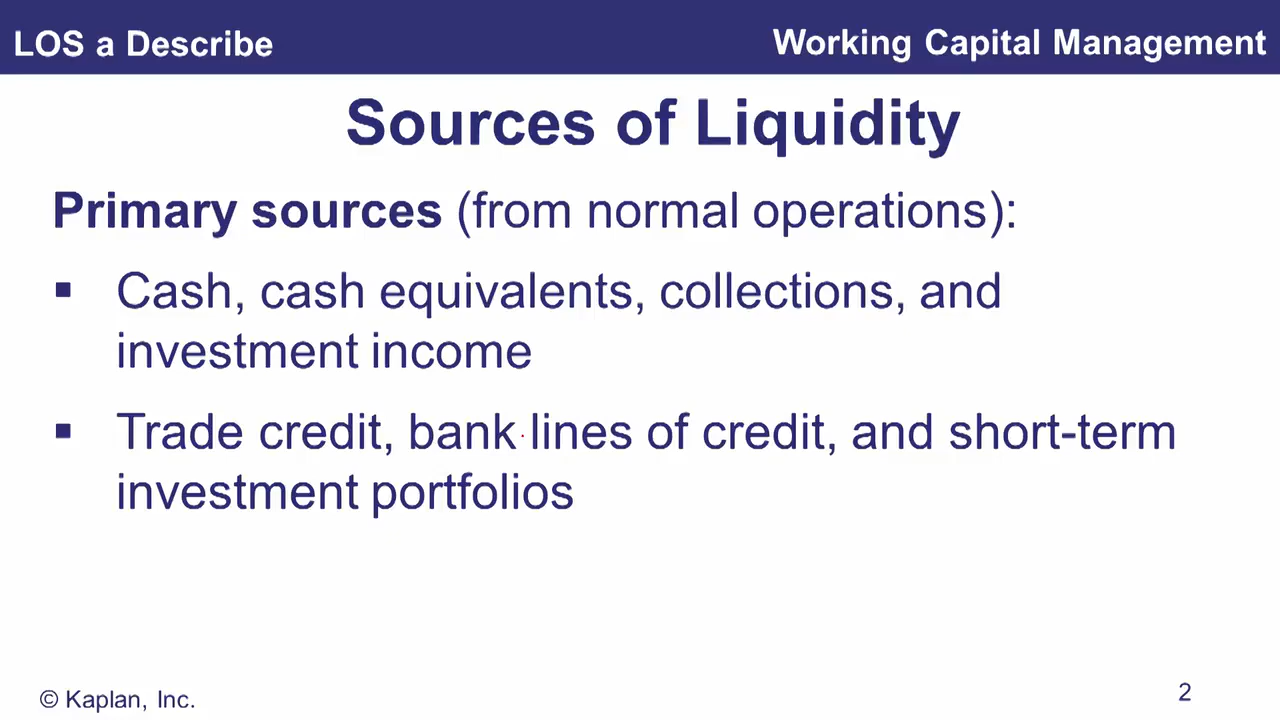 LOS a Describe
Working Capital Management
Sources of Liquidity
Primary sources (from normal operations):
▪ Cash, cash equivalents, collections, and
investment income
▪ Trade credit, bank lines of credit, and short-term
investment portfolios
© Kaplan, Inc.
2